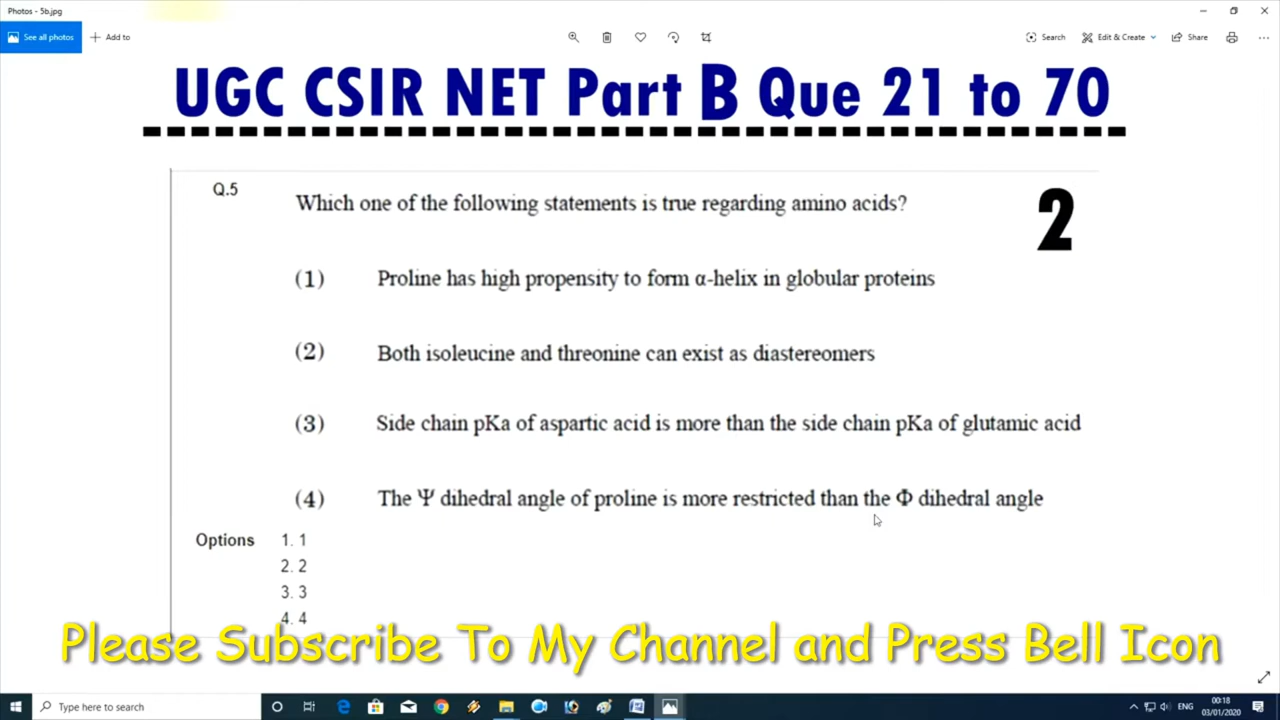 Photos - 5b.jpg
See all photos
Add to
Search
Edit & Create
Share
UGC CSIR NET Part B Que 21 to 70
Q.5
Which one of the following statements is true regarding amino acids?
2
(1) Proline has high propensity to form α-helix in globular proteins
(2) Both isoleucine and threonine can exist as diastereomers
(3) Side chain pKa of aspartic acid is more than the side chain pKa of glutamic acid
(4) The Ψ dihedral angle of proline is more restricted than the Φ dihedral angle
Options 1. 1
2. 2
3. 3
4. 4
Please Subscribe To My Channel and Press Bell Icon
Type here to search
ENG
00:18
03/01/2020